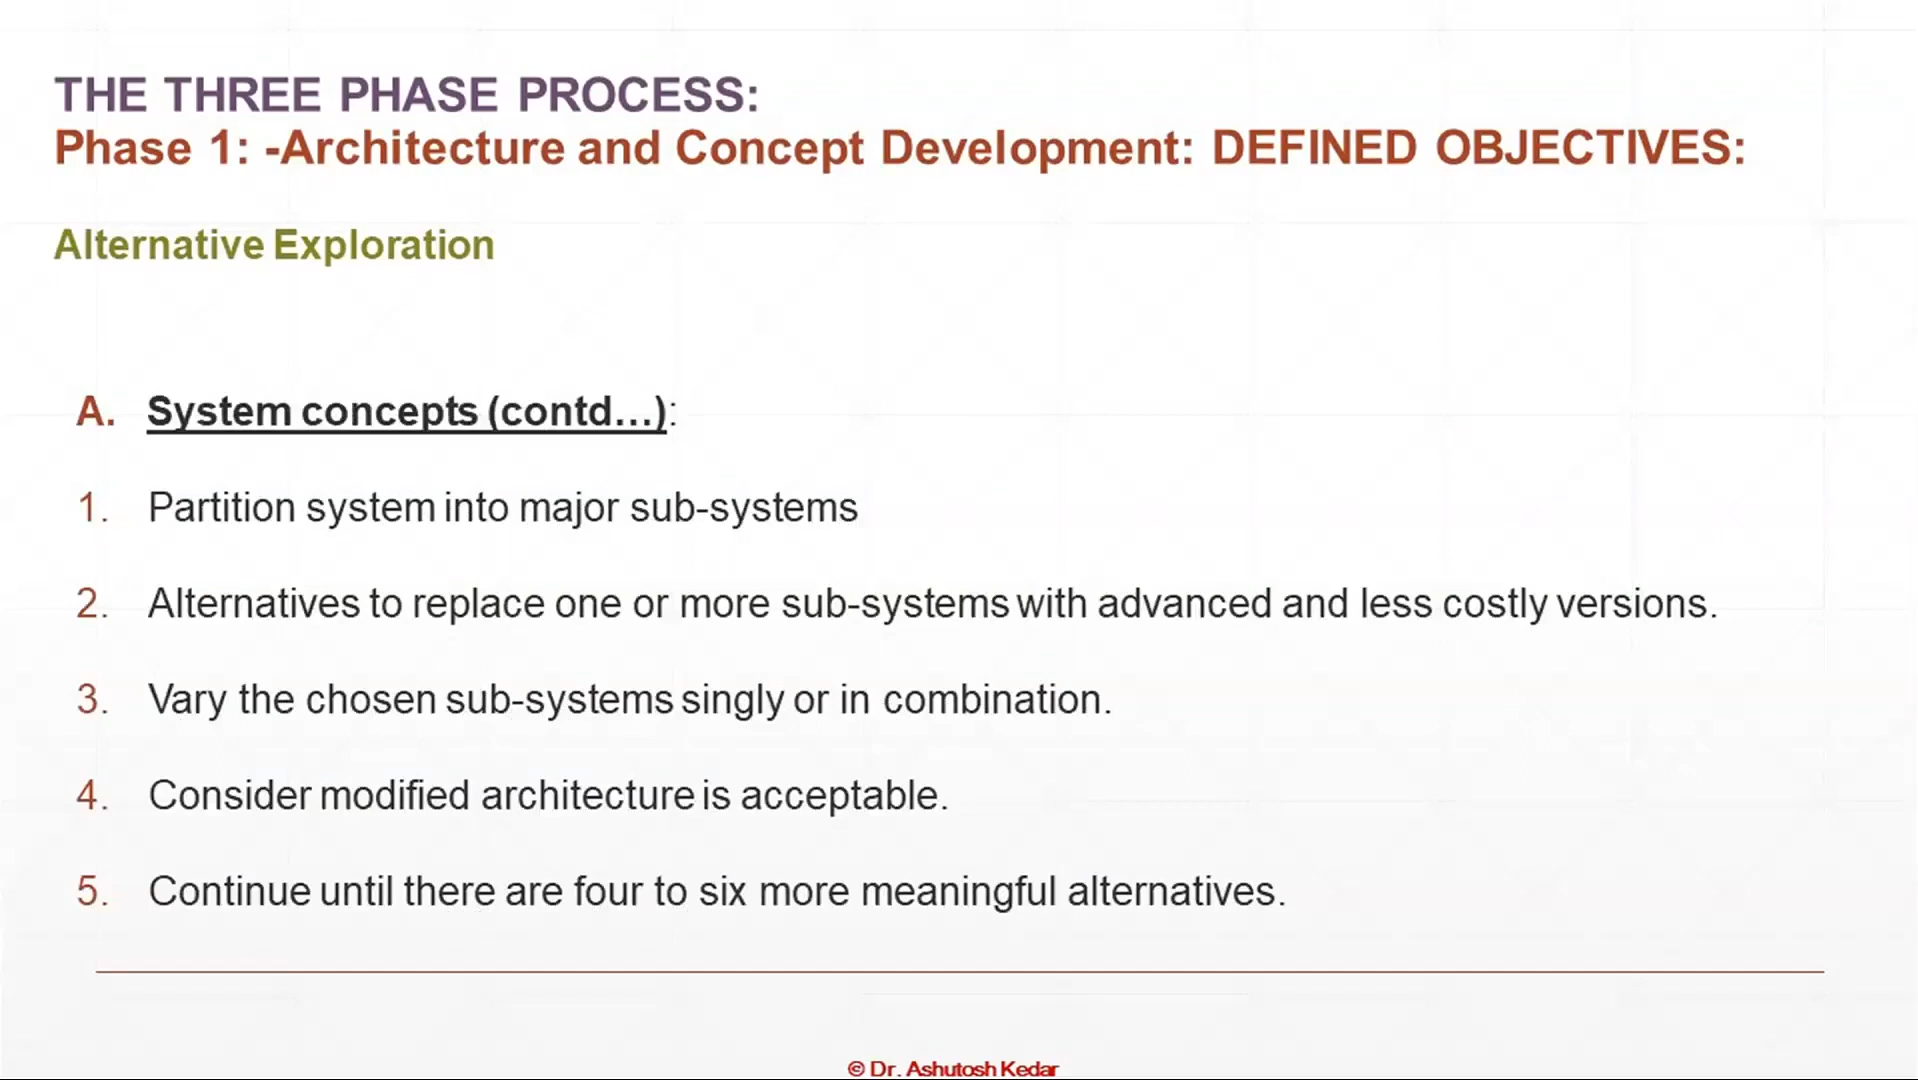 THE THREE PHASE PROCESS:
Phase 1: -Architecture and Concept Development: DEFINED OBJECTIVES:
Alternative Exploration
A. System concepts (contd...):
1. Partition system into major sub-systems
2. Alternatives to replace one or more sub-systems with advanced and less costly versions.
3. Vary the chosen sub-systems singly or in combination.
4. Consider modified architecture is acceptable.
5. Continue until there are four to six more meaningful alternatives.
© Dr. Ashutosh Kedar